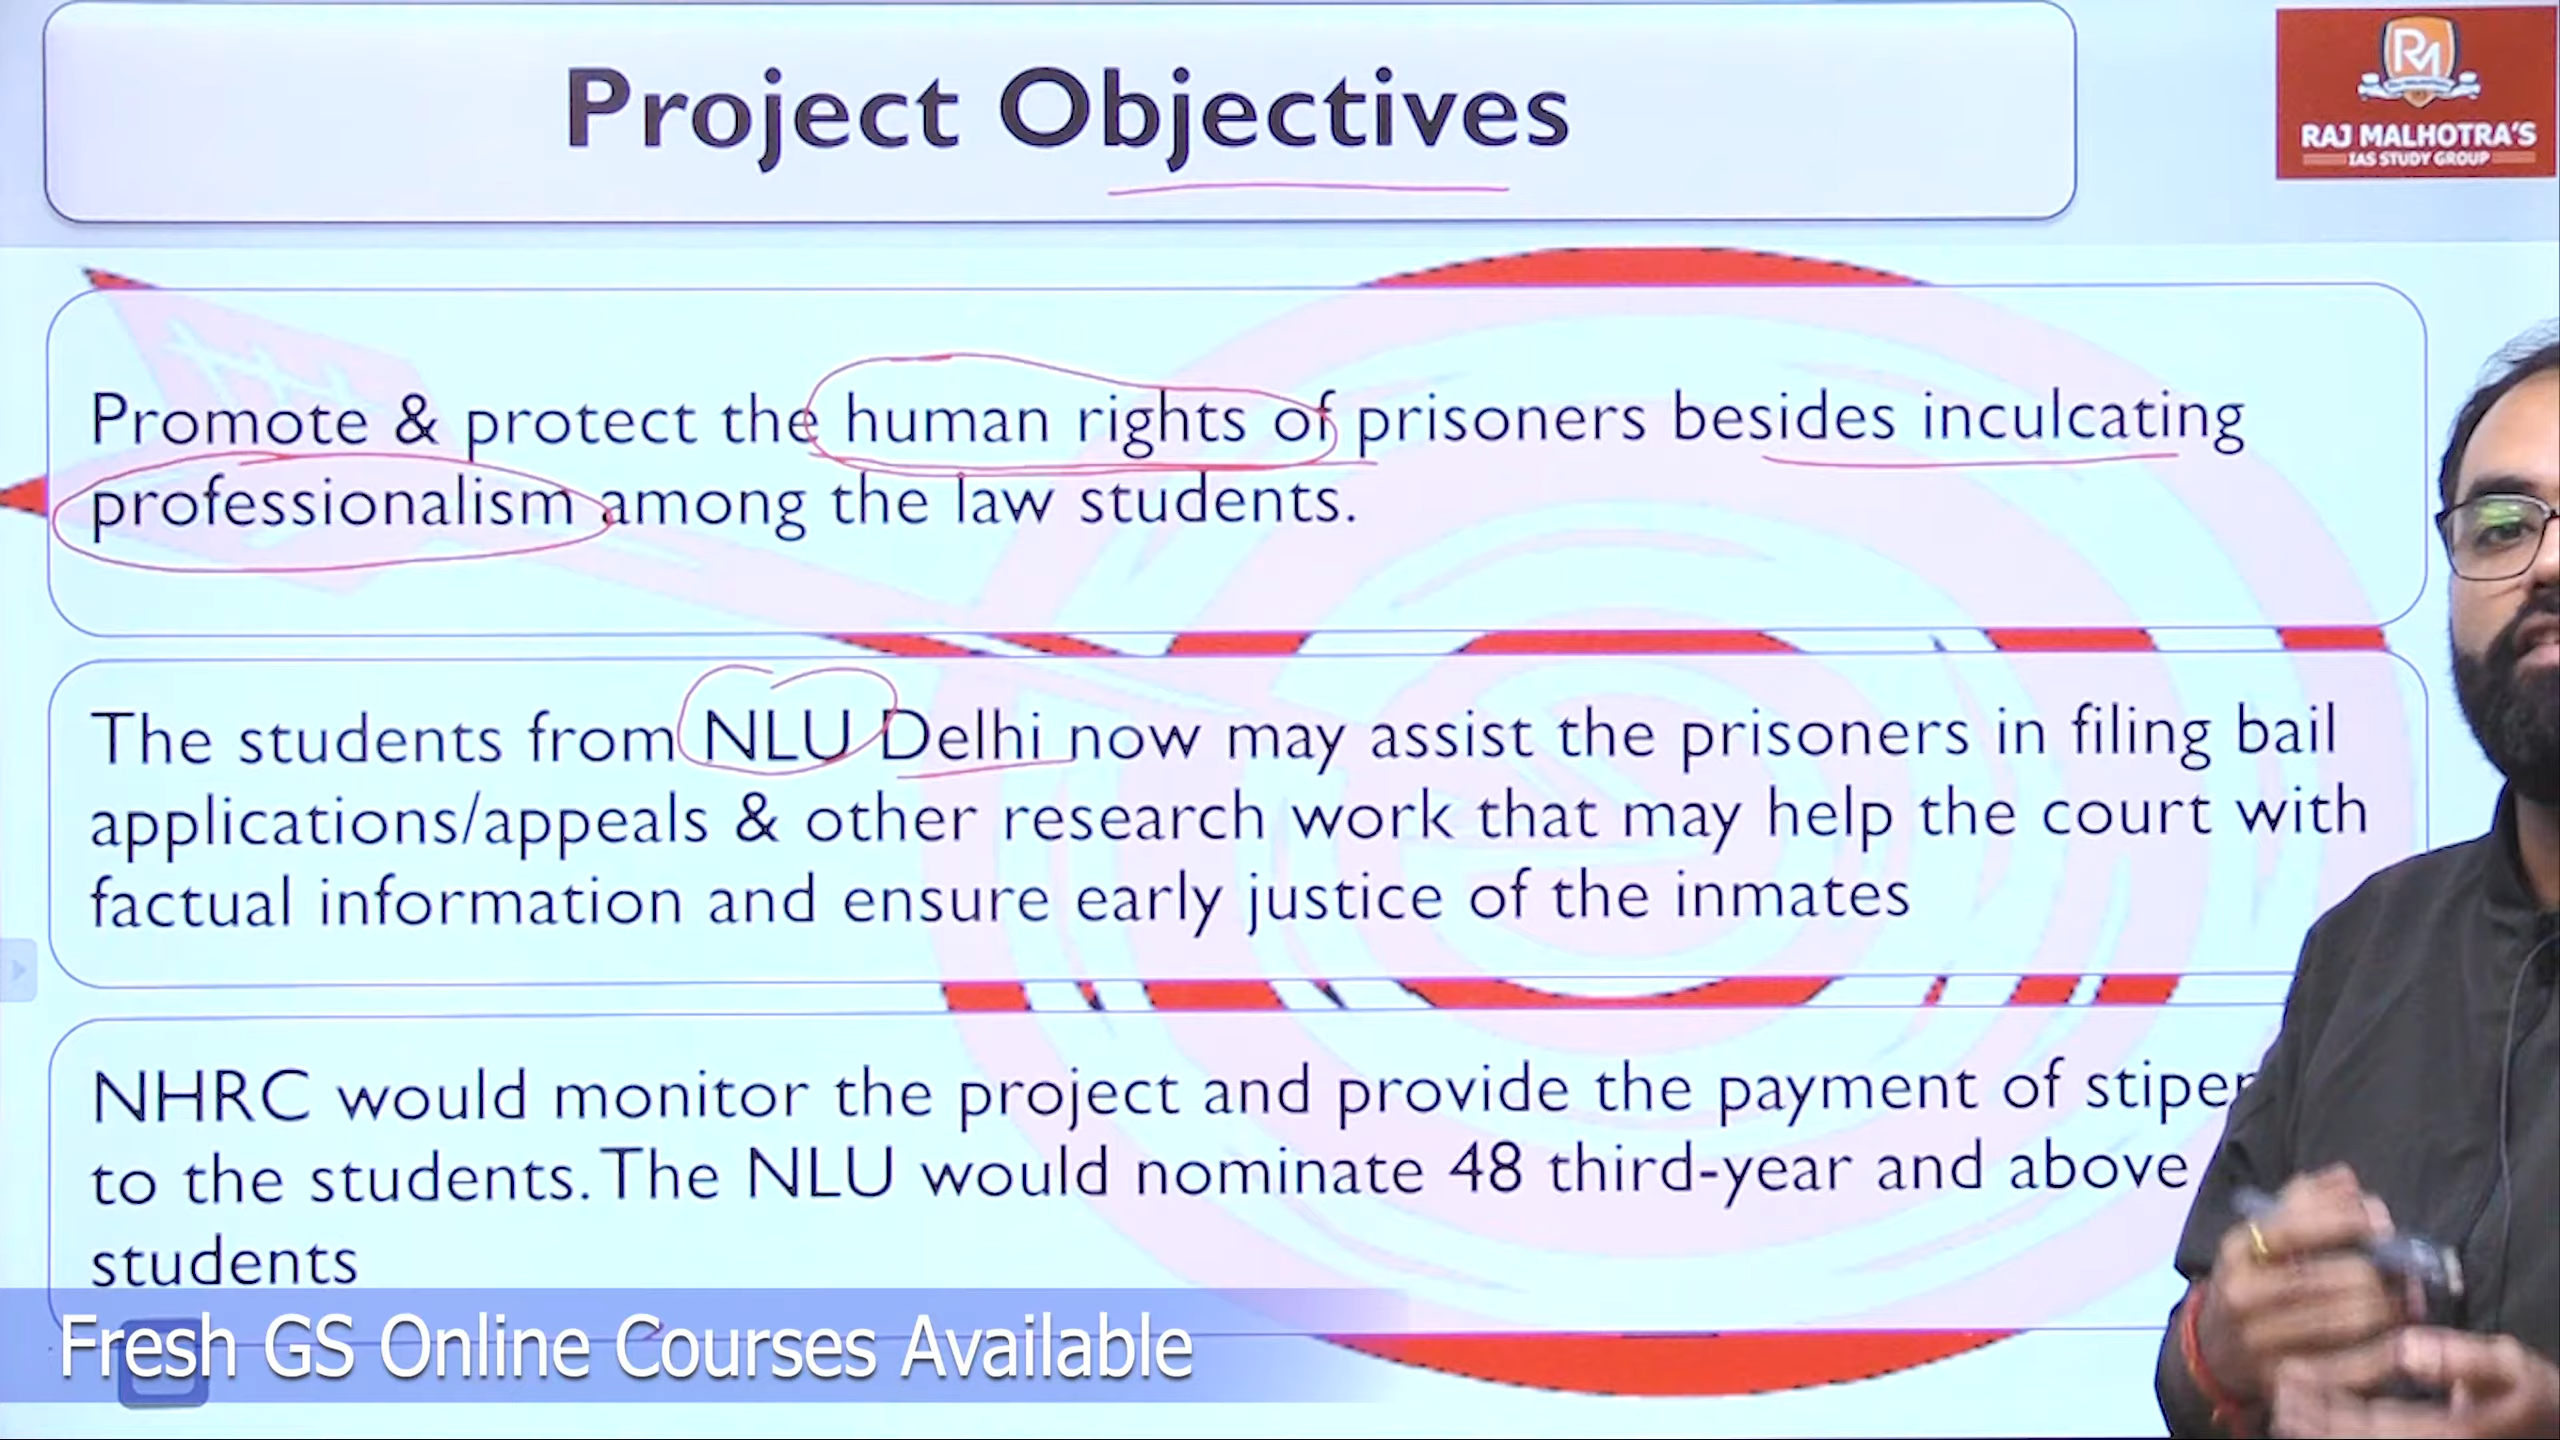 Project Objectives
RM
RAJ MALHOTRA'S
IAS STUDY GROUP
Promote & protect the human rights of prisoners besides inculcating
professionalism among the law students.
The students from NLU Delhi now may assist the prisoners in filing bail
applications/appeals & other research work that may help the court with
factual information and ensure early justice of the inmates
NHRC would monitor the project and provide the payment of
to the students. The NLU would nominate 48 third-year and above
students
Fresh GS Online Courses Available